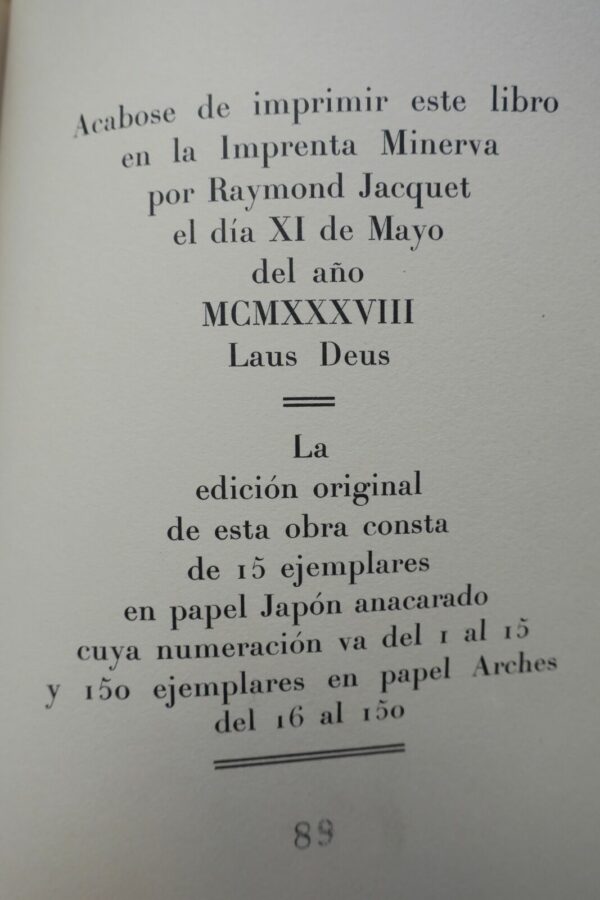 Acabose de imprimir este libro
en la Imprenta Minerva
por Raymond Jacquet
el día XI de Mayo
del año
MCMXXXVIII
Laus Deus
La
edición original
de esta obra consta
de 15 ejemplares
en papel Japón anacarado
cuya numeración va del 1 al 15
y 150 ejemplares en papel Arches
del 16 al 150
89